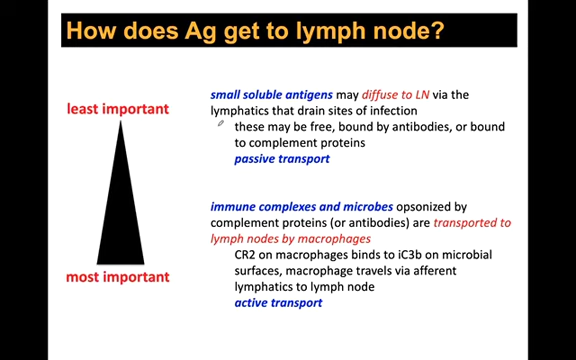 How does Ag get to lymph node?
least important
most important
small soluble antigens may diffuse to LN via the
lymphatics that drain sites of infection
these may be free, bound by antibodies, or bound
to complement proteins
passive transport
immune complexes and microbes opsonized by
complement proteins (or antibodies) are transported to
lymph nodes by macrophages
CR2 on macrophages binds to iC3b on microbial
surfaces, macrophage travels via afferent
lymphatics to lymph node
active transport